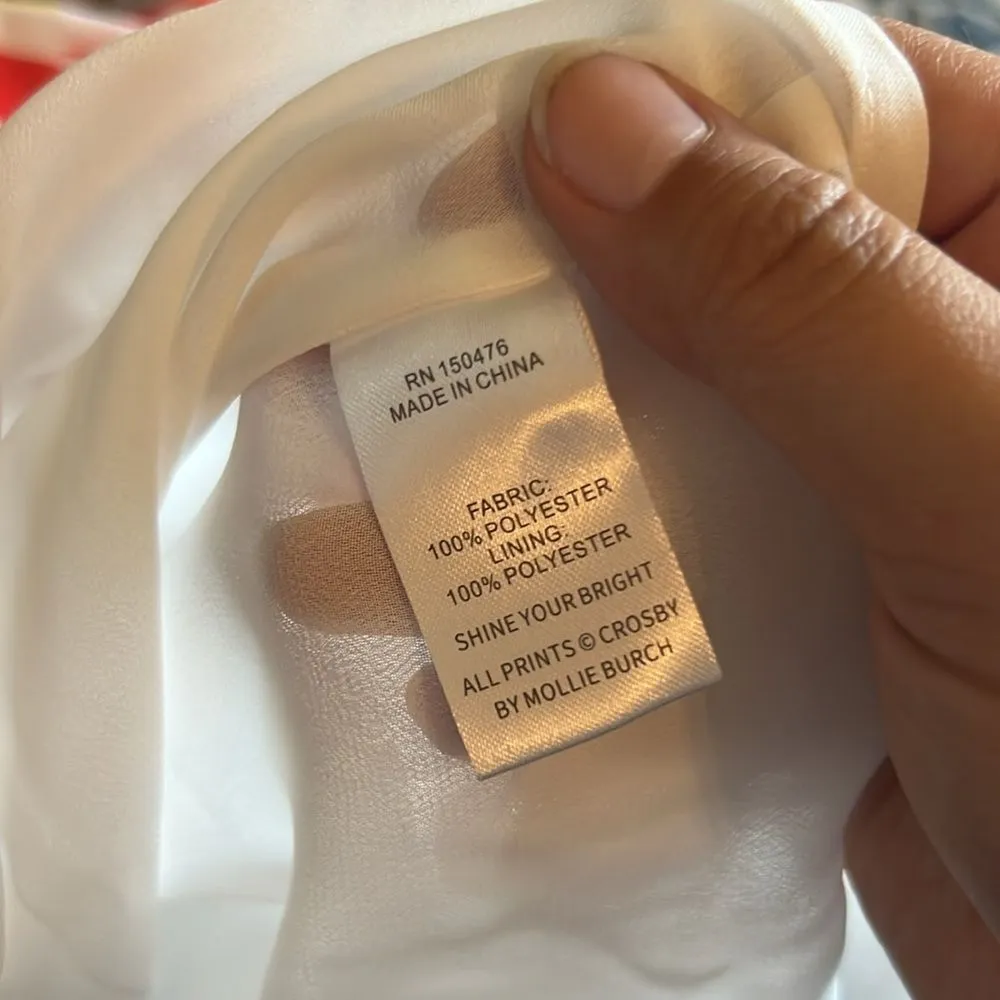 RN 150476
MADE IN CHINA
FABRIC:
100% POLYESTER
LINING:
100% POLYESTER
SHINE YOUR BRIGHT
ALL PRINTS © CROSBY
BY MOLLIE BURCH